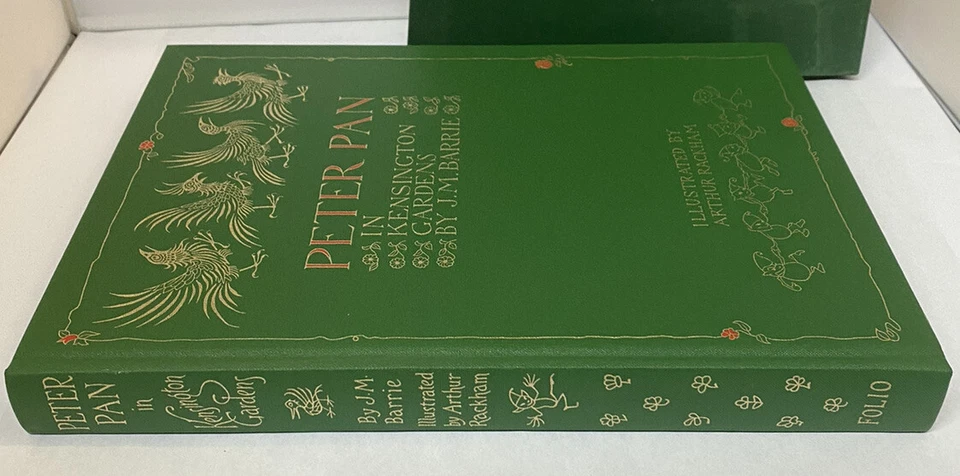 PETER PAN
IN
KENSINGTON
GARDENS
BY J.M.BARRIE
ILLUSTRATED BY
ARTHUR RACKHAM
PETER
PAN
in
Kensington
Gardens
By J.M.
Barrie
Illustrated
by Arthur
Rackham
FOLIO